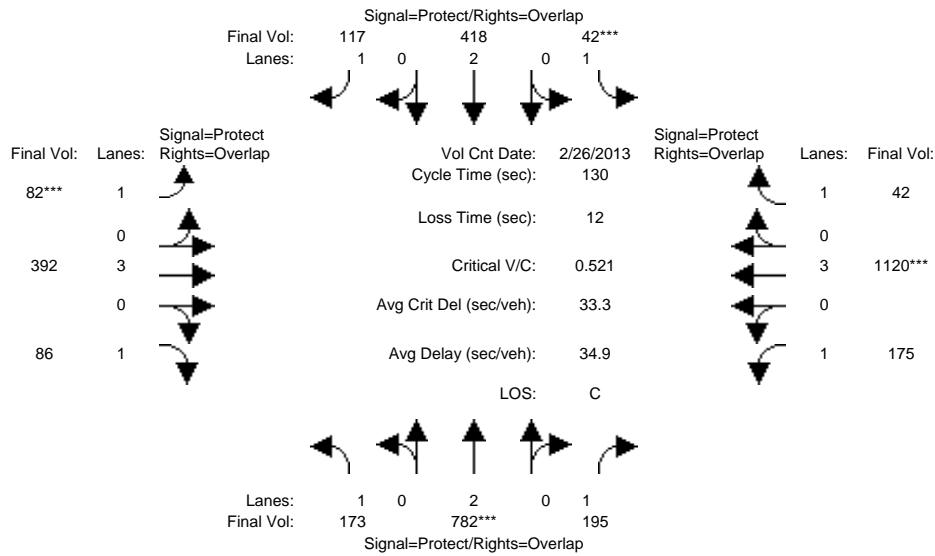 Signal=Protect/Rights=Overlap
Final Vol: 117 418 42***
Lanes: 1 0 2 0 1
Signal=Protect
Final Vol: Lanes: Rights=Overlap
Vol Cnt Date: 2/26/2013
Signal=Protect
Rights=Overlap Lanes: Final Vol:
Cycle Time (sec): 130
82*** 1
1 42
Loss Time (sec): 12
0
0
392 3
Critical V/C: 0.521
3 1120***
0
Avg Crit Del (sec/veh): 33.3
0
86 1
Avg Delay (sec/veh): 34.9
1 175
LOS: C
Lanes: 1 0 2 0 1
Final Vol: 173 782*** 195
Signal=Protect/Rights=Overlap